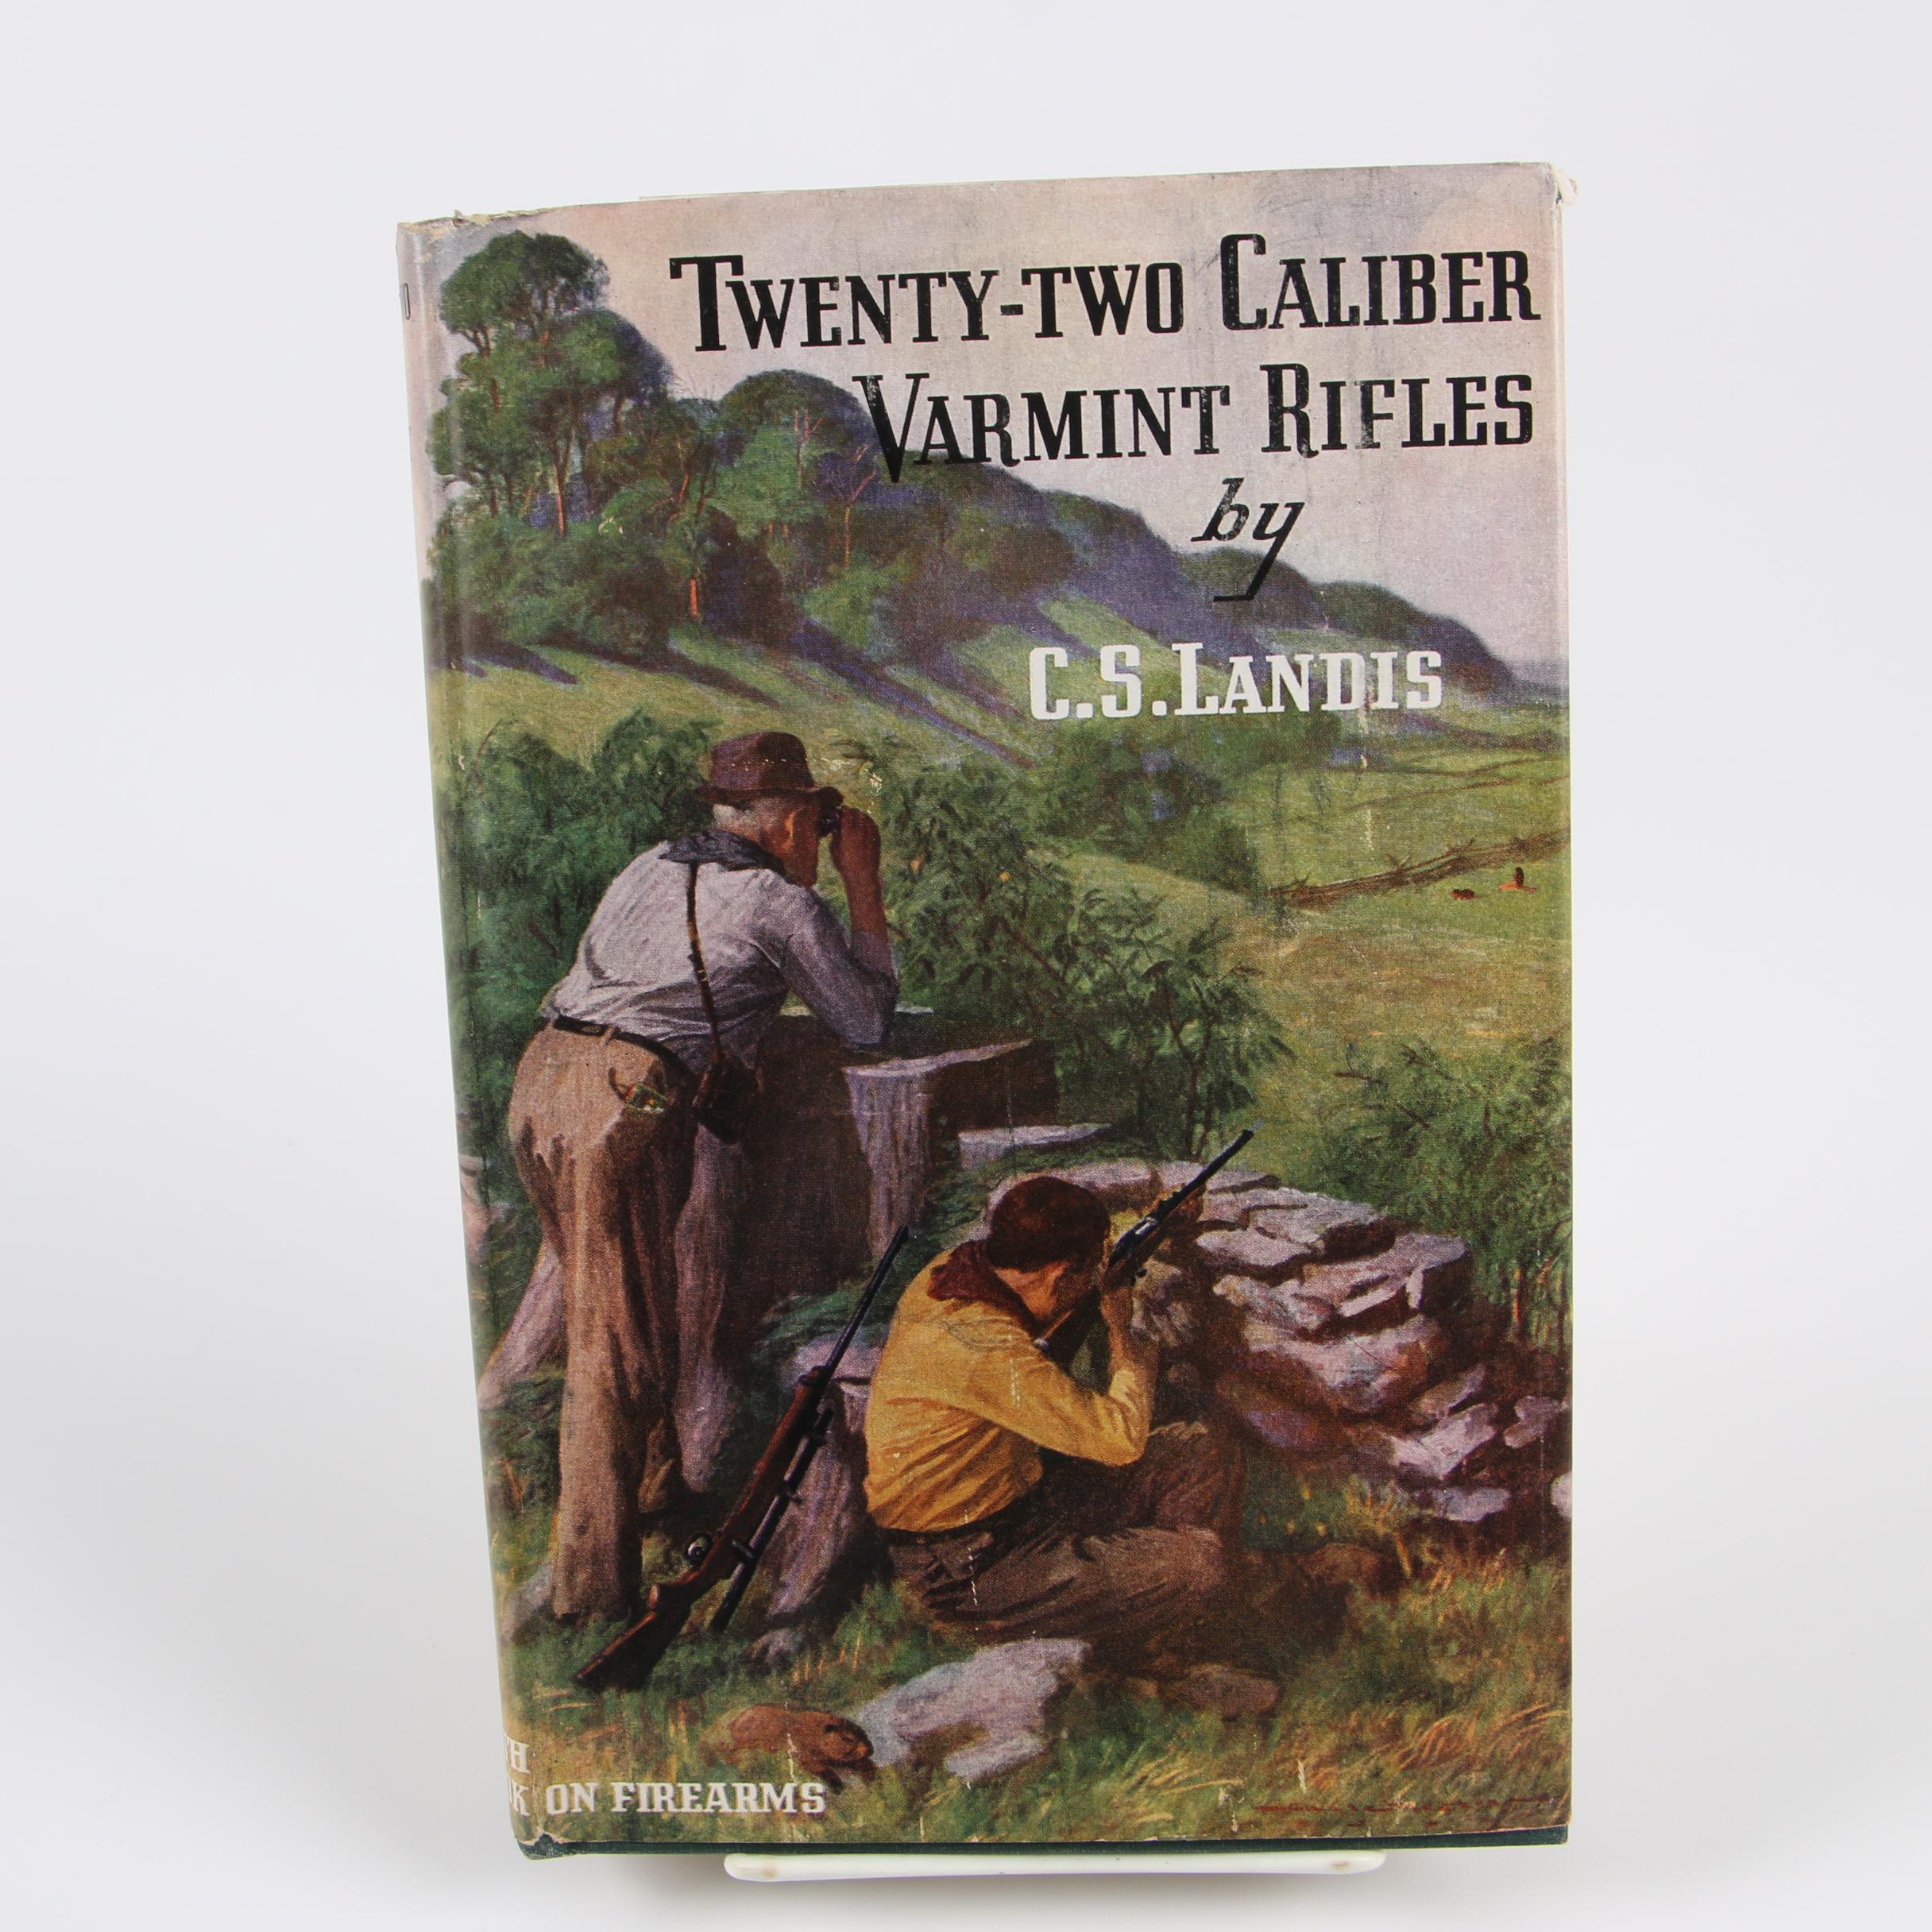 TWENTY-TWO CALIBER
VARMINT RIFLES
by
C.S. LANDIS
ON FIREARMS